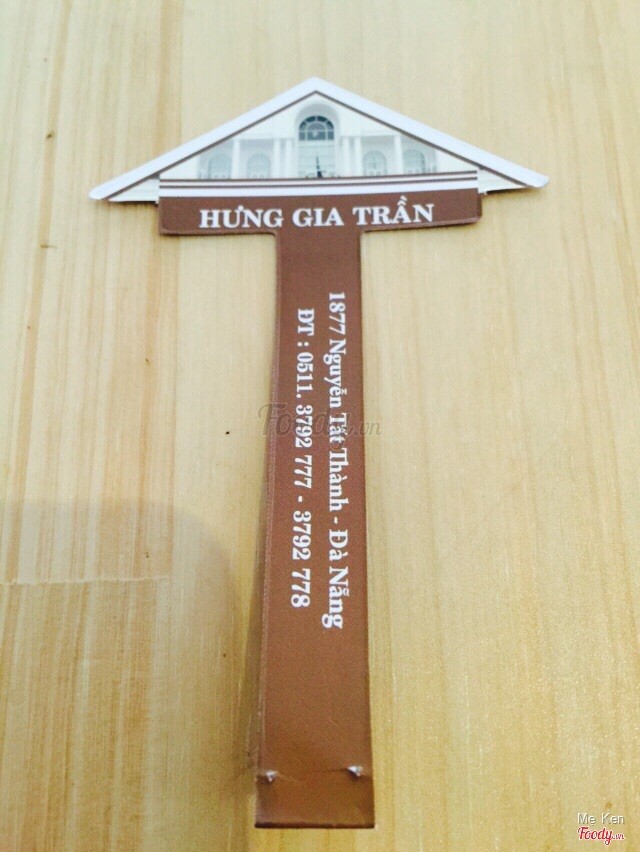 HƯNG GIA TRẦN
1877 Nguyễn Tất Thành - Đà Nẵng
ĐT : 0511. 3792 777 - 3792 778
Foody.vn
Me Ken
Foody.vn